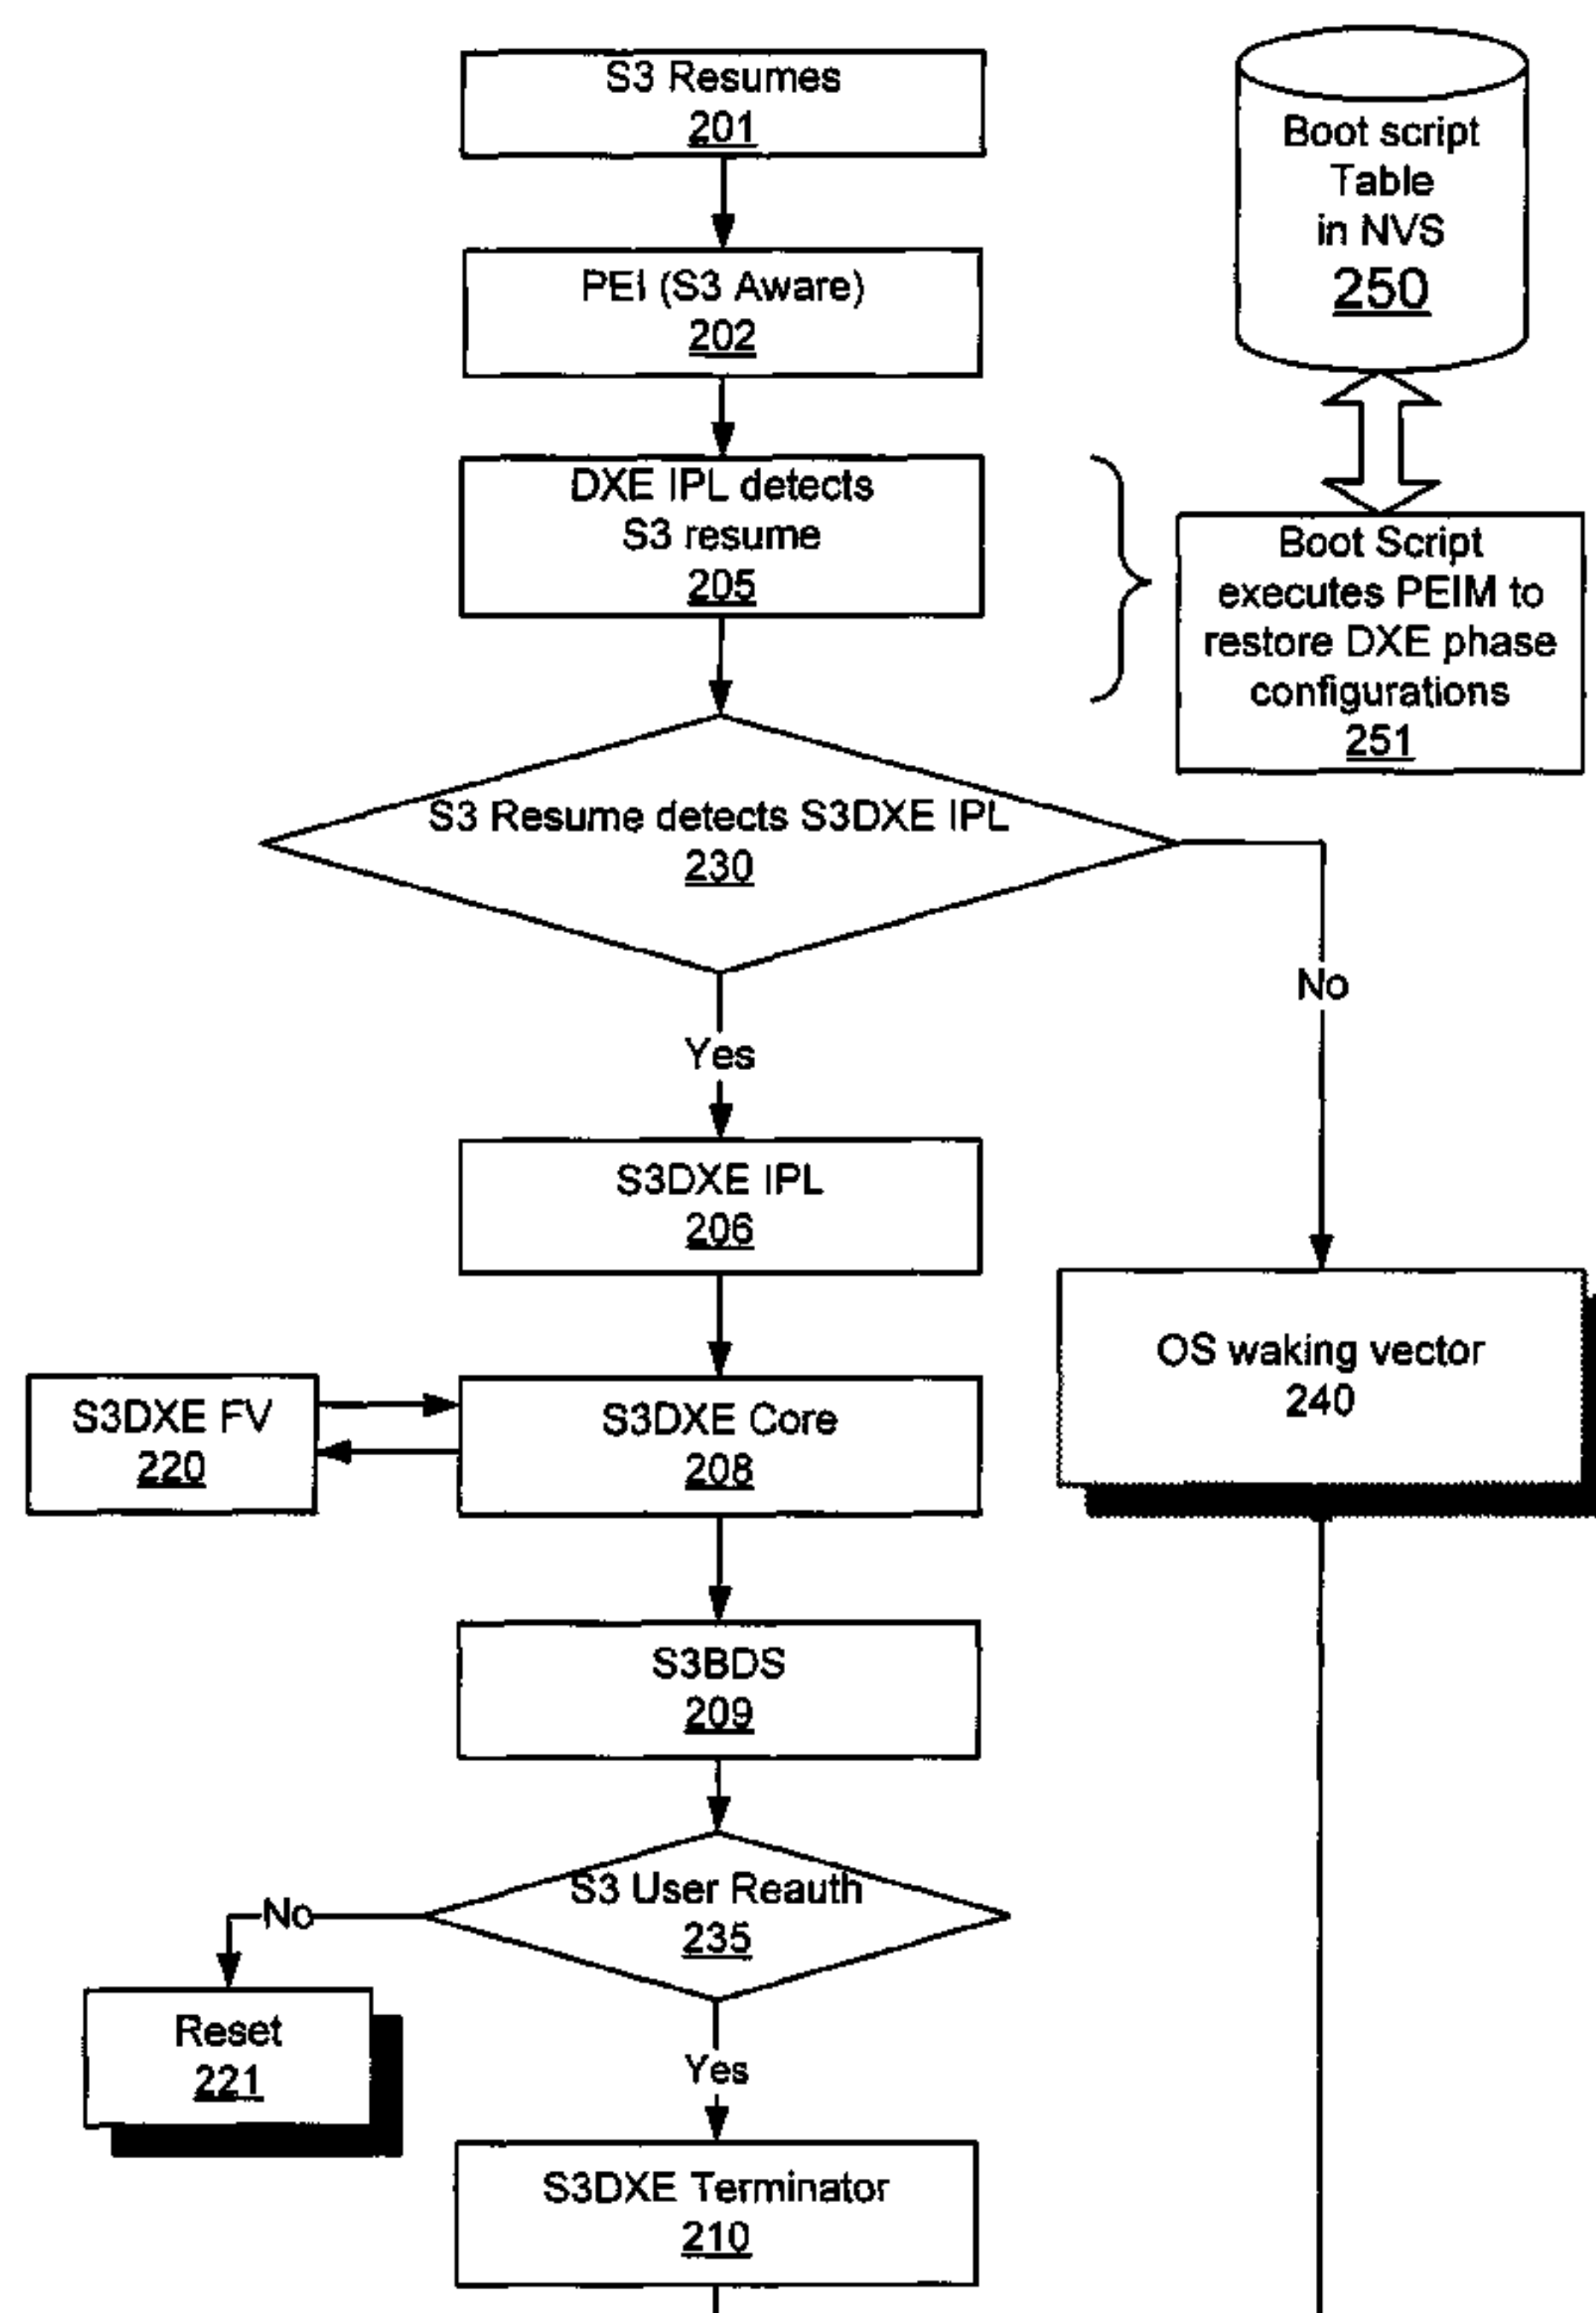 S3 Resumes
201
Boot script
Table
in NVS
250
PEI (S3 Aware)
202
DXE IPL detects
S3 resume
205
Boot Script
executes PEIM to
restore DXE phase
configurations
251
S3 Resume detects S3DXE IPL
230
No
Yes
S3DXE IPL
206
OS waking vector
240
S3DXE FV
220
S3DXE Core
208
S3BDS
209
S3 User Reauth
235
No
Reset
221
Yes
S3DXE Terminator
210